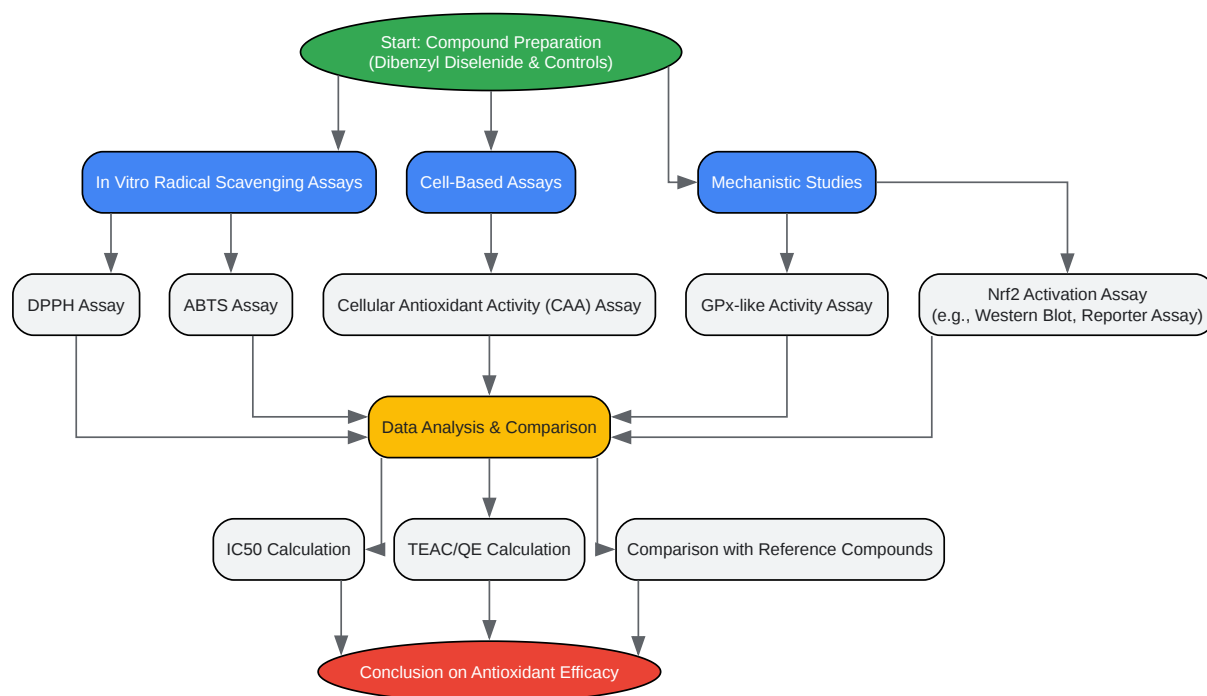 Start: Compound Preparation
(Dibenzyl Diselenide & Controls)
In Vitro Radical Scavenging Assays
Cell-Based Assays
Mechanistic Studies
DPPH Assay
ABTS Assay
Cellular Antioxidant Activity (CAA) Assay
GPx-like Activity Assay
Nrf2 Activation Assay
(e.g., Western Blot, Reporter Assay)
Data Analysis & Comparison
IC50 Calculation
TEAC/QE Calculation
Comparison with Reference Compounds
Conclusion on Antioxidant Efficacy